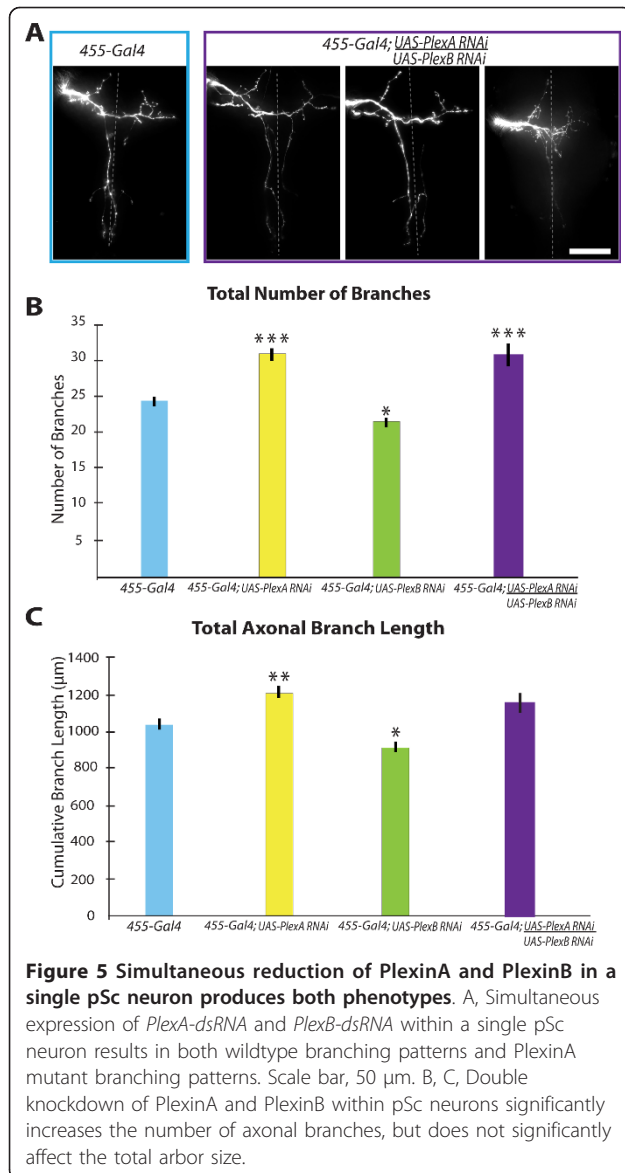 A
455-Gal4
455-Gal4; UAS-PlexA RNAi
UAS-PlexB RNAi
B
Total Number of Branches
Number of Branches
35
30
25
20
15
10
5
***
*
***
455-Gal4
455-Gal4; UAS-PlexA RNAi
455-Gal4; UAS-PlexB RNAi
455-Gal4; UAS-PlexA RNAi
UAS-PlexB RNAi
C
Total Axonal Branch Length
Cumulative Branch Length (µm)
1400
1200
1000
800
600
400
200
0
**
*
455-Gal4
455-Gal4; UAS-PlexA RNAi
455-Gal4; UAS-PlexB RNAi
455-Gal4; UAS-PlexA RNAi
UAS-PlexB RNAi
Figure 5 Simultaneous reduction of PlexinA and PlexinB in a
single pSc neuron produces both phenotypes. A, Simultaneous
expression of PlexA-dsRNA and PlexB-dsRNA within a single pSc
neuron results in both wildtype branching patterns and PlexinA
mutant branching patterns. Scale bar, 50 µm. B, C, Double
knockdown of PlexinA and PlexinB within pSc neurons significantly
increases the number of axonal branches, but does not significantly
affect the total arbor size.